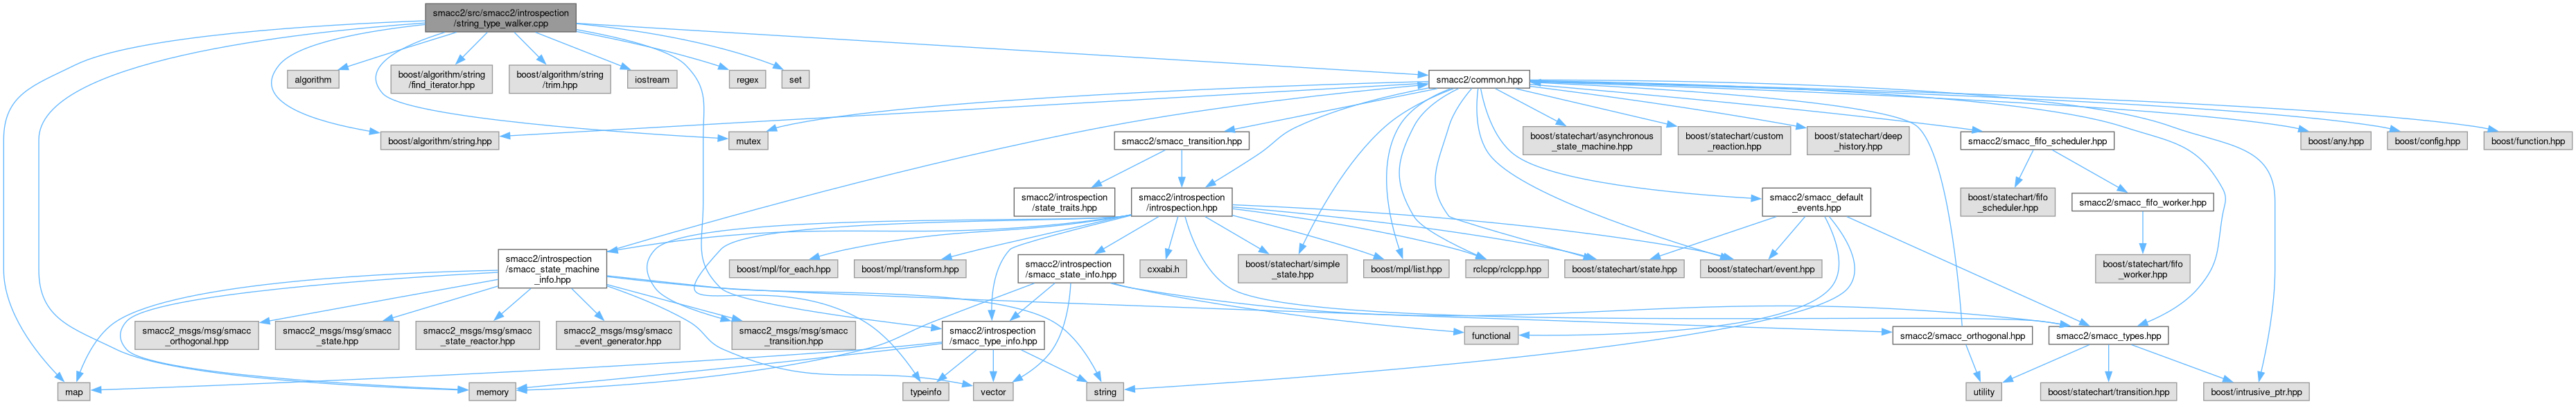 smacc2/src/smacc2/introspection
/string_type_walker.cpp
algorithm
boost/algorithm/string
/find_iterator.hpp
boost/algorithm/string
/trim.hpp
iostream
regex
set
smacc2/common.hpp
boost/algorithm/string.hpp
mutex
smacc2/smacc_transition.hpp
boost/statechart/asynchronous
_state_machine.hpp
boost/statechart/custom
_reaction.hpp
boost/statechart/deep
_history.hpp
smacc2/smacc_fifo_scheduler.hpp
boost/any.hpp
boost/config.hpp
boost/function.hpp
smacc2/introspection
/state_traits.hpp
smacc2/introspection
/introspection.hpp
smacc2/smacc_default
_events.hpp
boost/statechart/fifo
_scheduler.hpp
smacc2/smacc_fifo_worker.hpp
smacc2/introspection
/smacc_state_machine
_info.hpp
boost/mpl/for_each.hpp
boost/mpl/transform.hpp
smacc2/introspection
/smacc_state_info.hpp
cxxabi.h
boost/statechart/simple
_state.hpp
boost/mpl/list.hpp
rclcpp/rclcpp.hpp
boost/statechart/state.hpp
boost/statechart/event.hpp
boost/statechart/fifo
_worker.hpp
smacc2_msgs/msg/smacc
_orthogonal.hpp
smacc2_msgs/msg/smacc
_state.hpp
smacc2_msgs/msg/smacc
_state_reactor.hpp
smacc2_msgs/msg/smacc
_event_generator.hpp
smacc2_msgs/msg/smacc
_transition.hpp
smacc2/introspection
/smacc_type_info.hpp
functional
smacc2/smacc_orthogonal.hpp
smacc2/smacc_types.hpp
map
memory
typeinfo
vector
string
utility
boost/statechart/transition.hpp
boost/intrusive_ptr.hpp